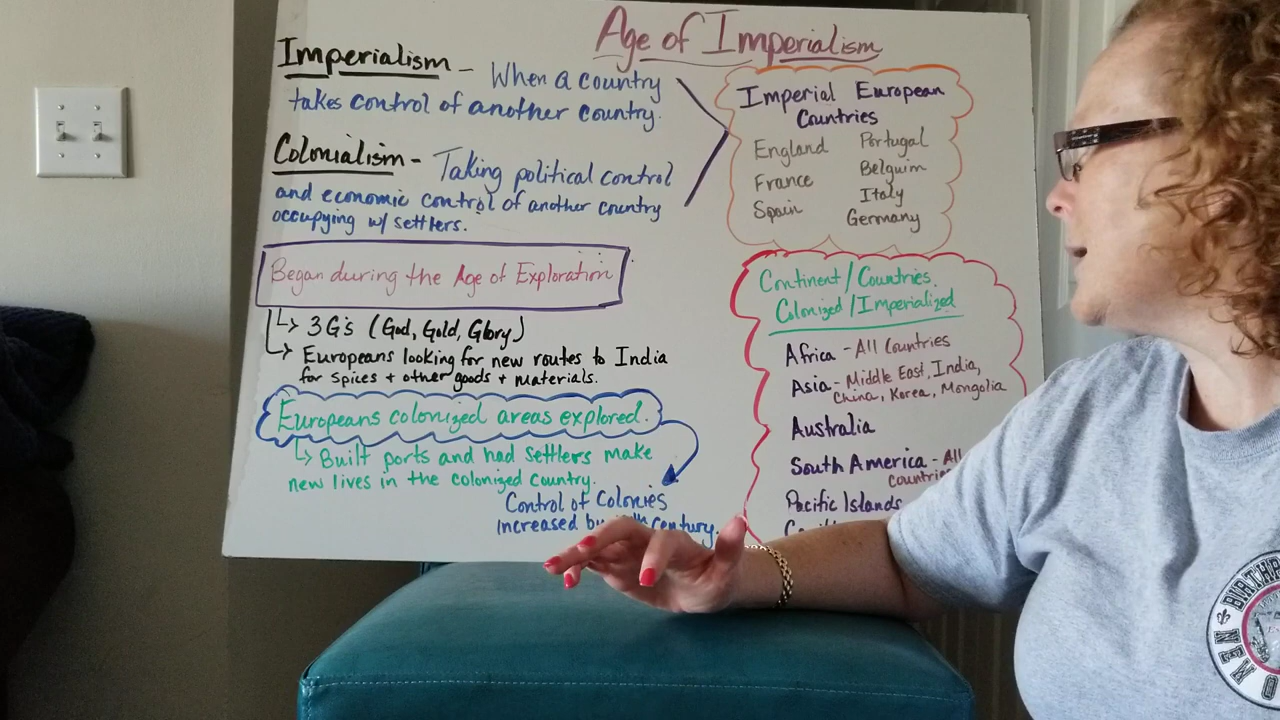 Age of Imperialism
Imperialism - When a country
takes control of another country.
Colonialism - Taking political control
and economic control of another country
occupying w/ settlers.
Began during the Age of Exploration
3G's (God, Gold, Glory)
Europeans looking for new routes to India
for spices + other goods + materials.
Europeans colonized areas explored.
Built ports and had settlers make
new lives in the colonized country.
Control of Colonies
increased by century.
Imperial European
Countries
England Portugal
France Belguim
Spain Italy
Germany
Continent/Countries
Colonized/Imperialized
Africa - All Countries
Asia - Middle East, India,
China, Korea, Mongolia
Australia
South America - All
countries
Pacific Islands
BIRTHPL
NEW O